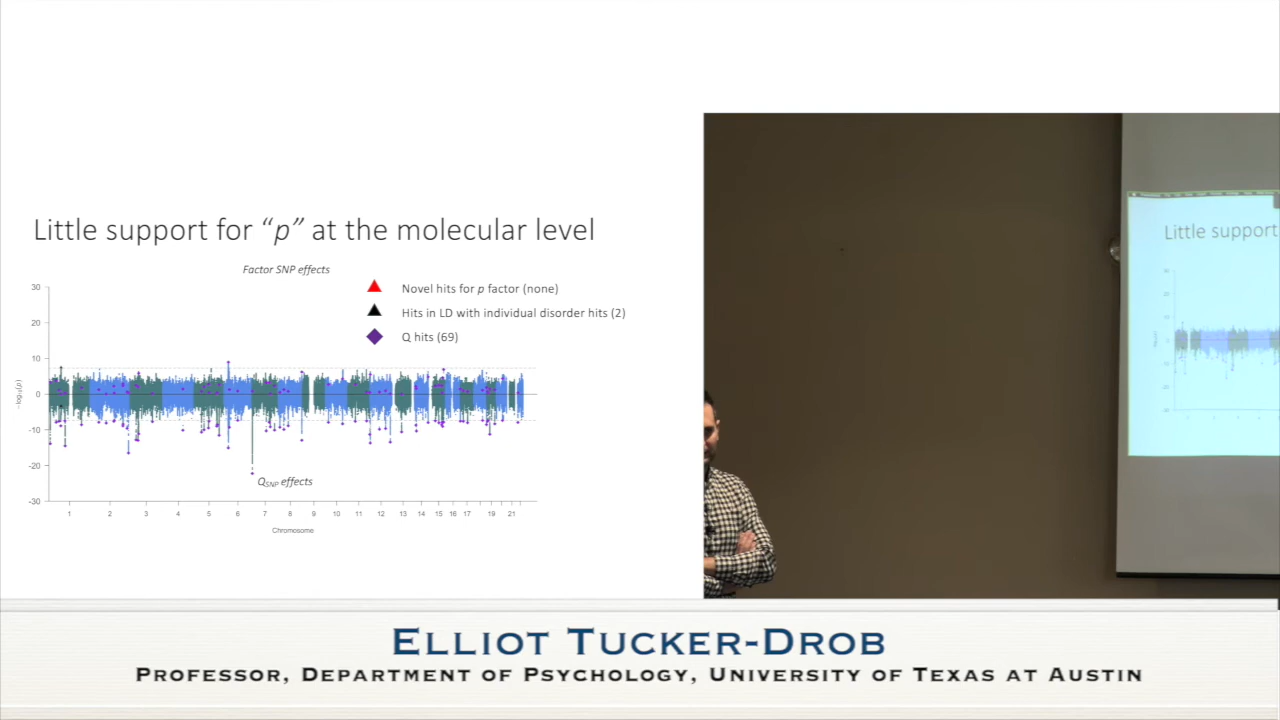 Little support for “p” at the molecular level
Factor SNP effects
Novel hits for p factor (none)
Hits in LD with individual disorder hits (2)
Q hits (69)
30
20
10
0
-10
-20
-30
−log10(p)
QSNP effects
1 2 3 4 5 6 7 8 9 10 11 12 13 14 15 16 17 19 21
Chromosome
Little support
ELLIOT TUCKER-DROB
PROFESSOR, DEPARTMENT OF PSYCHOLOGY, UNIVERSITY OF TEXAS AT AUSTIN